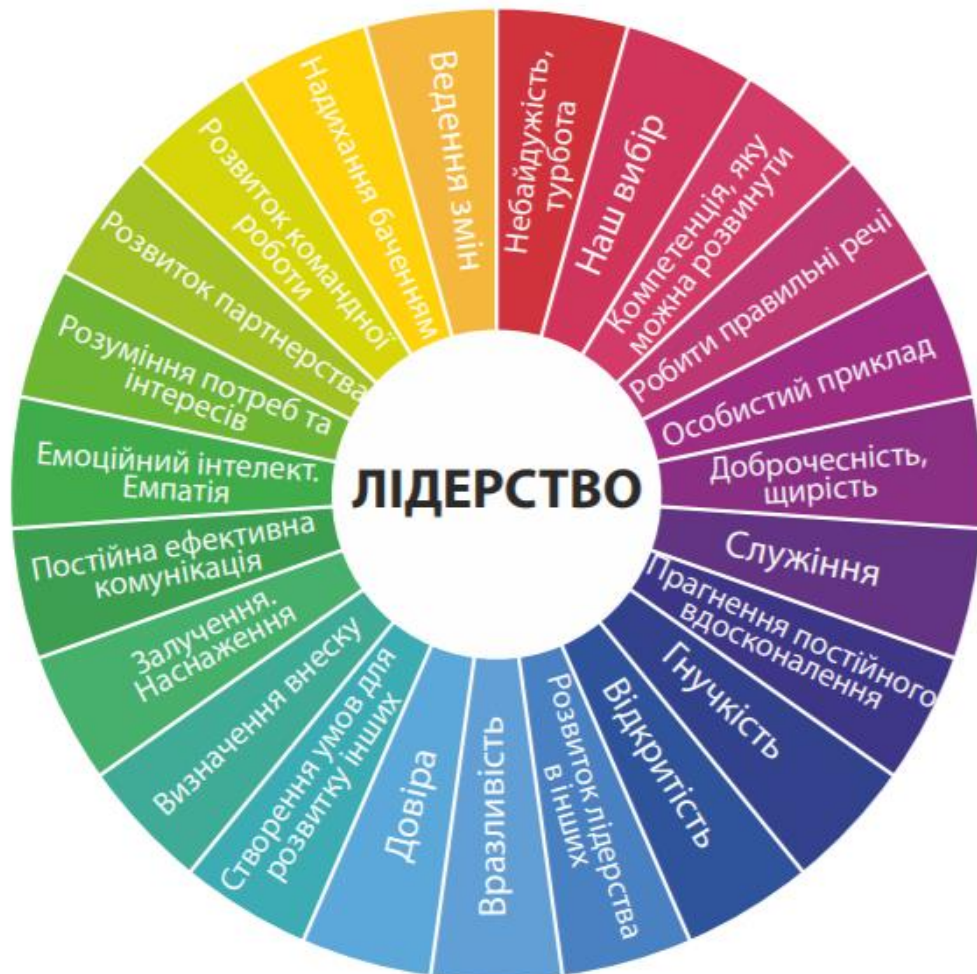 ЛІДЕРСТВО
Небайдужість,
турбота
Наш вибір
Компетенція, яку
можна розвинути
Робити правильні речі
Особистий приклад
Доброчесність,
щирість
Служіння
Прагнення постійного
вдосконалення
Гнучкість
Відкритість
Розвиток лідерства
в інших
Вразливість
Довіра
Створення умов для
розвитку інших
Визначення внеску
Залучення.
Наснаження
Постійна ефективна
комунікація
Емоційний інтелект.
Емпатія
Розуміння потреб та
інтересів
Розвиток партнерства
Розвиток командної
роботи
Надихання баченням
Ведення змін